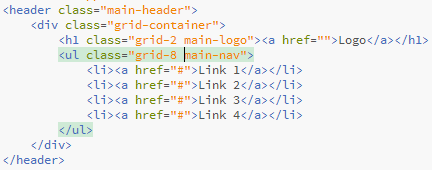 <header class="main-header">
<div class="grid-container">
<h1 class="grid-2 main-logo"><a href="">Logo</a></h1>
<ul class="grid-8 main-nav">
<li><a href="#">Link 1</a></li>
<li><a href="#">Link 2</a></li>
<li><a href="#">Link 3</a></li>
<li><a href="#">Link 4</a></li>
</ul>
</div>
</header>